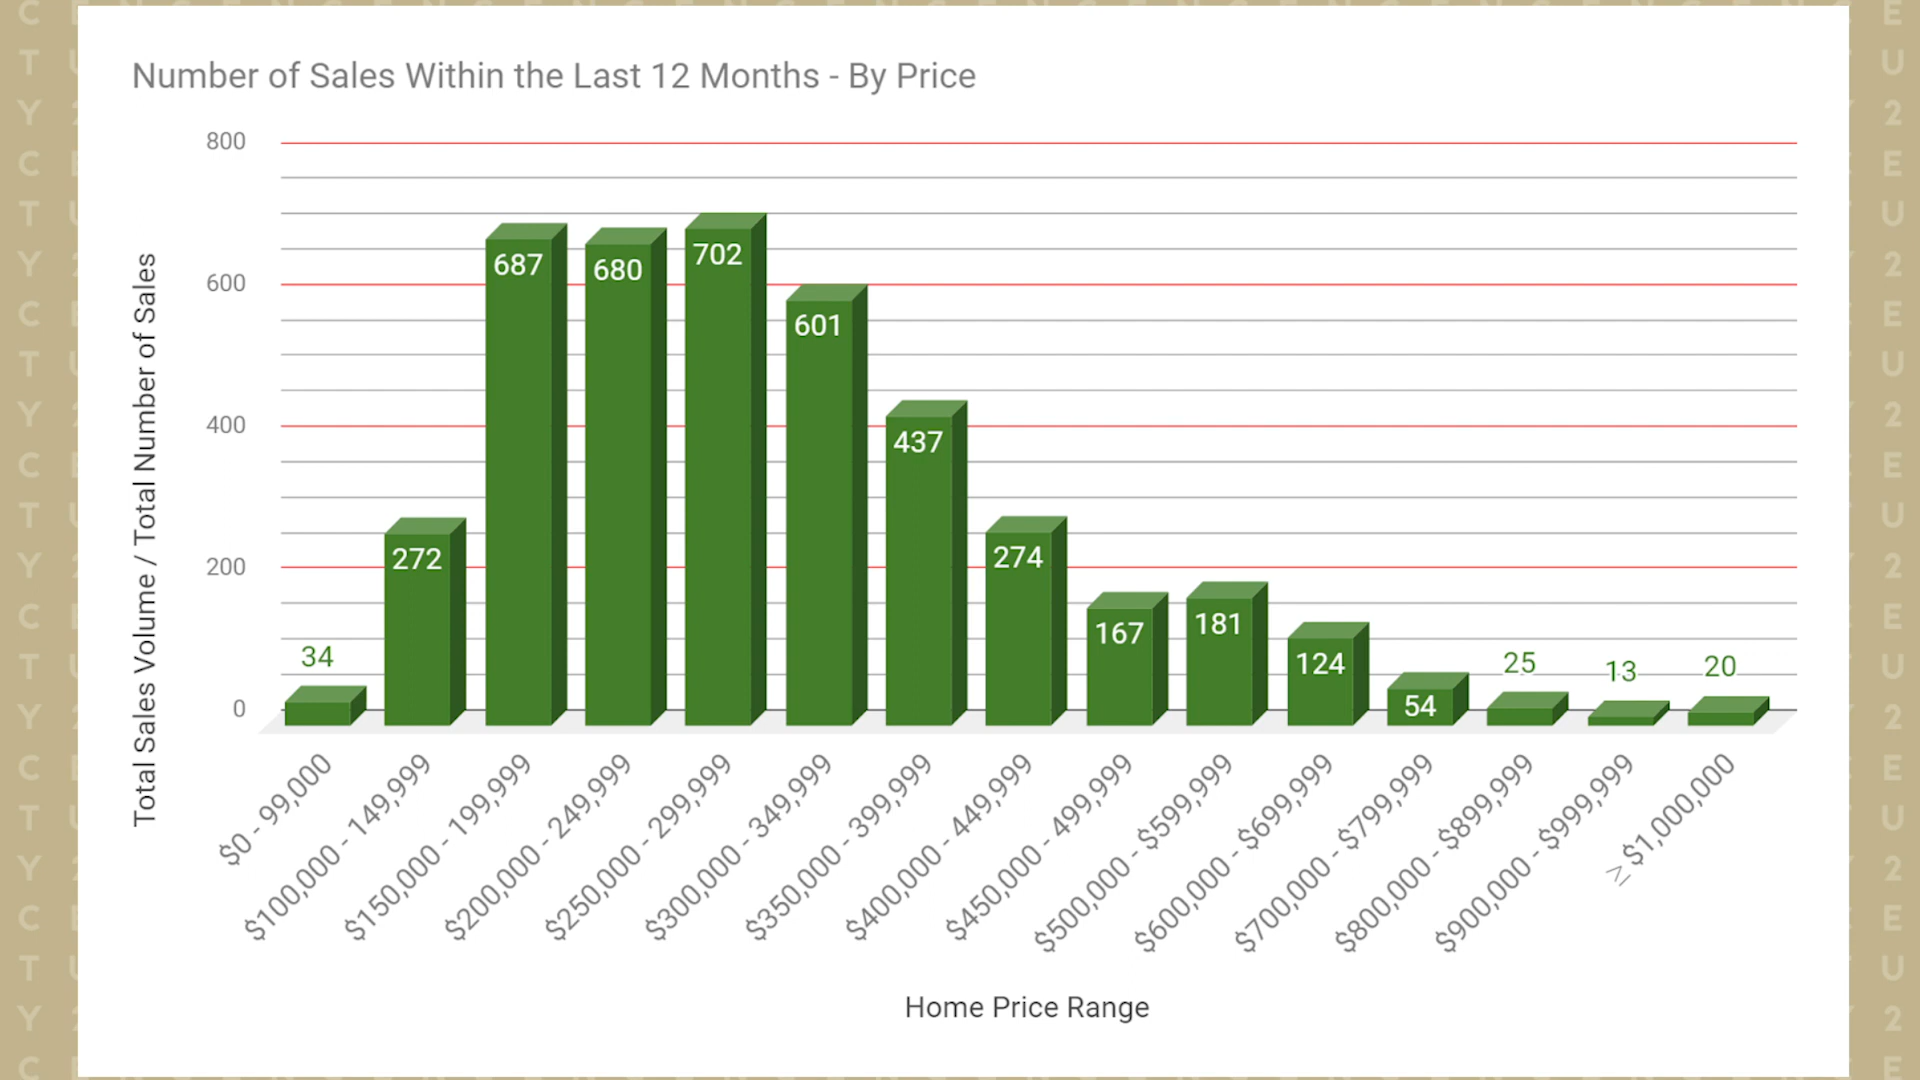 Number of Sales Within the Last 12 Months - By Price
Total Sales Volume / Total Number of Sales
800
600
400
200
0
34
272
687
680
702
601
437
274
167
181
124
54
25
13
20
$0 - 99,000
$100,000 - 149,999
$150,000 - 199,999
$200,000 - 249,999
$250,000 - 299,999
$300,000 - 349,999
$350,000 - 399,999
$400,000 - 449,999
$450,000 - 499,999
$500,000 - $599,999
$600,000 - $699,999
$700,000 - $799,999
$800,000 - $899,999
$900,000 - $999,999
≥ $1,000,000
Home Price Range